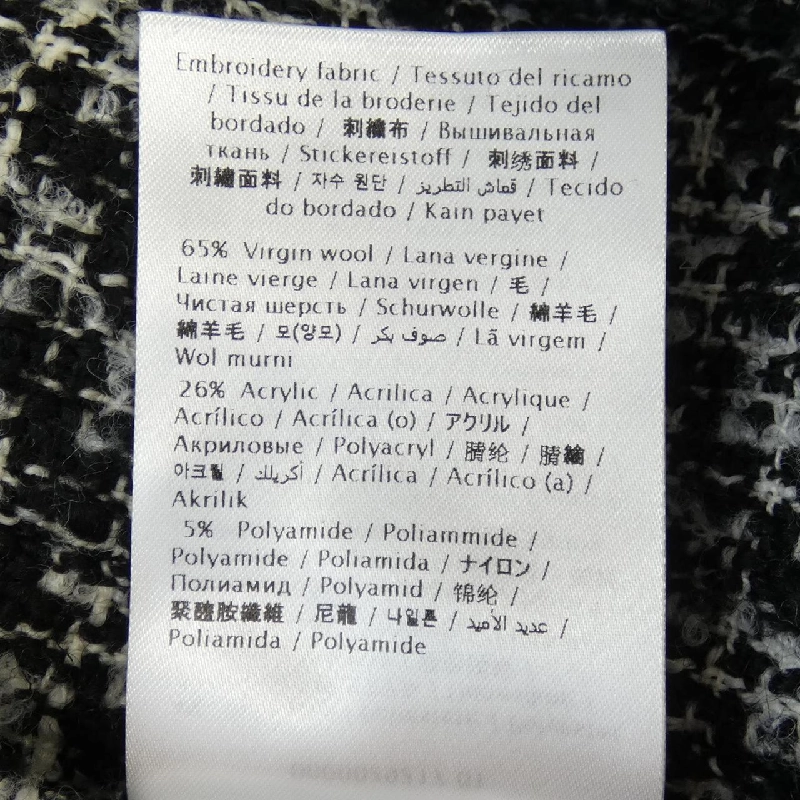 Embroidery fabric / Tessuto del ricamo
/ Tissu de la broderie / Tejido del
bordado / 刺繍布 / Вышивальная
ткань / Stickereistoff / 刺绣面料 /
刺繡面料 / 자수 원단 / قماش التطريز / Tecido
do bordado / Kain payet
65% Virgin wool / Lana vergine /
Laine vierge / Lana virgen / 毛 /
Чистая шерсть / Schurwolle / 綿羊毛 /
綿羊毛 / 모(양모) / صوف بكر / Lã virgem /
Wol murni
26% Acrylic / Acrilica / Acrylique /
Acrílico / Acrílica (o) / アクリル /
Акриловые / Polyacryl / 腈纶 / 腈綸 /
아크릴 / أكريلك / Acrílica / Acrílico (a) /
Akrilik
5% Polyamide / Poliammide /
Polyamide / Poliamida / ナイロン /
Полиамид / Polyamid / 锦纶 /
聚醯胺纖維 / 尼龍 / 나일론 / عديد الأميد /
Poliamida / Polyamide